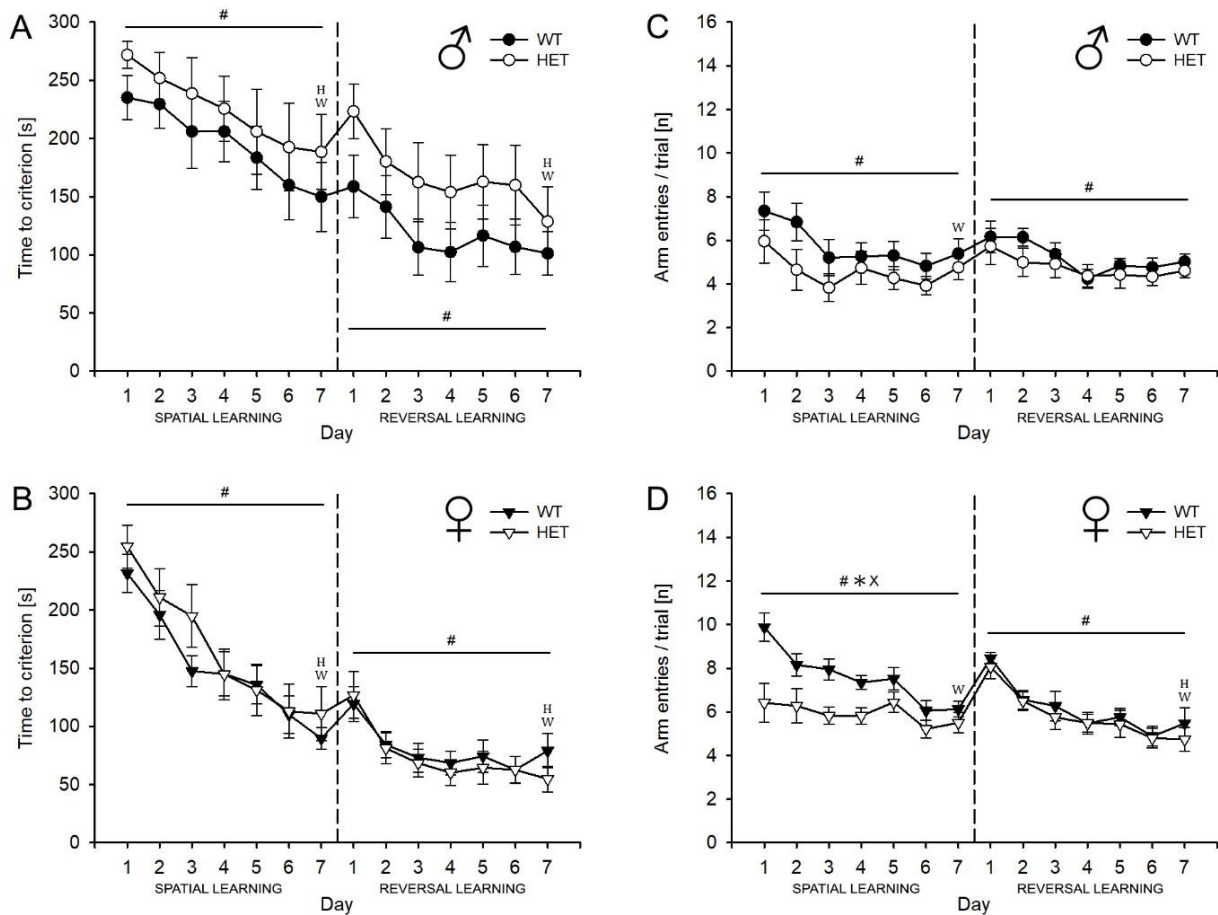 A
Time to criterion [s]
300
250
200
150
100
50
0
#
WT
HET
H
W
H
W
#
1 2 3 4 5 6 7 1 2 3 4 5 6 7
SPATIAL LEARNING REVERSAL LEARNING
Day
C
Arm entries / trial [n]
16
14
12
10
8
6
4
2
0
WT
HET
#
#
W
1 2 3 4 5 6 7 1 2 3 4 5 6 7
SPATIAL LEARNING REVERSAL LEARNING
Day
B
Time to criterion [s]
300
250
200
150
100
50
0
#
WT
HET
#
H
W
H
W
1 2 3 4 5 6 7 1 2 3 4 5 6 7
SPATIAL LEARNING REVERSAL LEARNING
Day
D
Arm entries / trial [n]
16
14
12
10
8
6
4
2
0
WT
HET
# * X
#
W
H
W
1 2 3 4 5 6 7 1 2 3 4 5 6 7
SPATIAL LEARNING REVERSAL LEARNING
Day